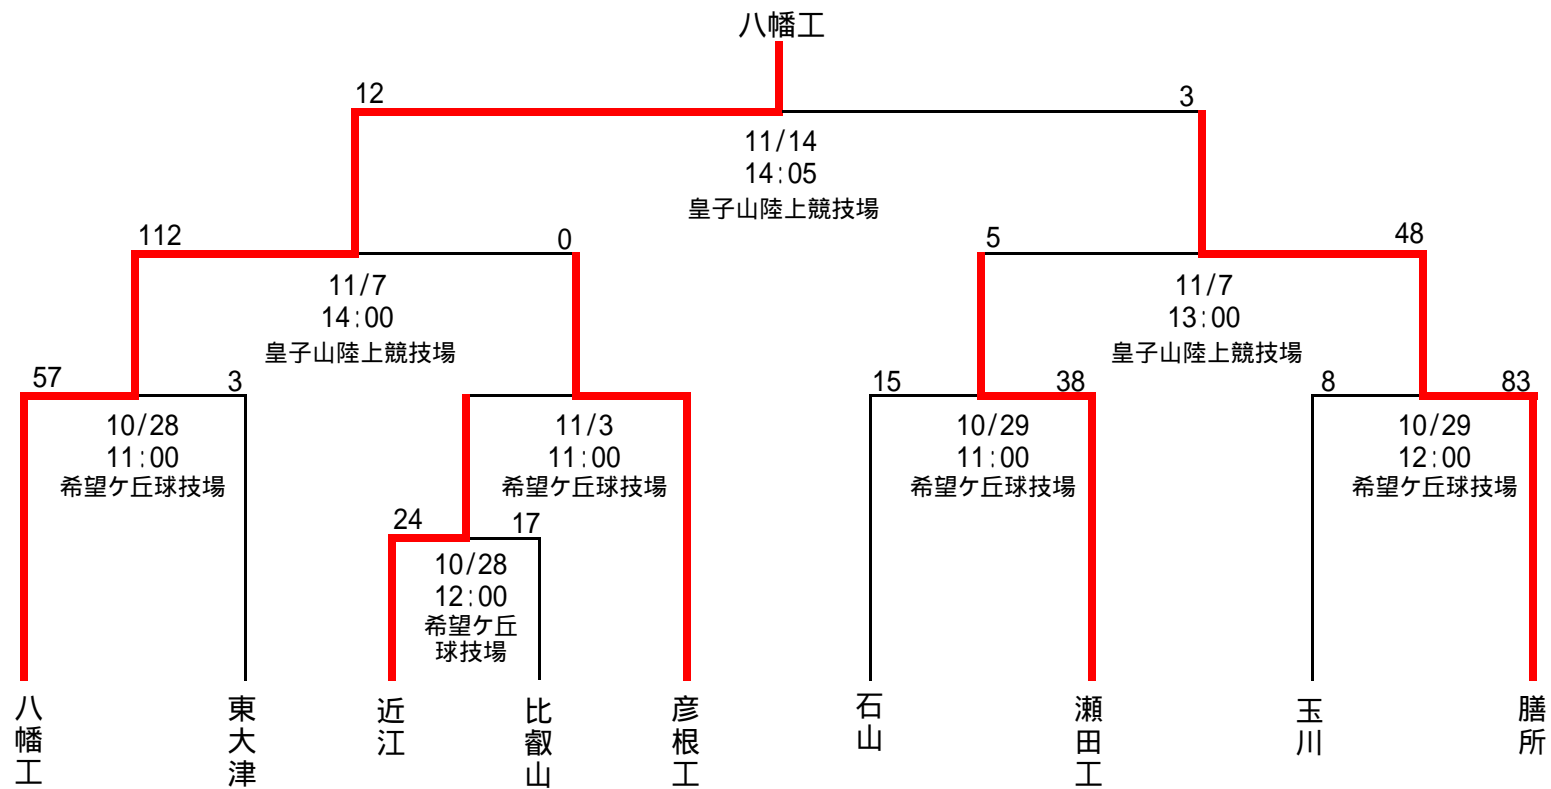 八幡工
12
3
11/14
14:05
皇子山陸上競技場
112
0
5
48
11/7
14:00
皇子山陸上競技場
11/7
13:00
皇子山陸上競技場
57
3
15
38
8
83
10/28
11:00
希望ケ丘球技場
11/3
11:00
希望ケ丘球技場
10/29
11:00
希望ケ丘球技場
10/29
12:00
希望ケ丘球技場
24
17
10/28
12:00
希望ケ丘
球技場
八幡工
東大津
近江
比叡山
彦根工
石山
瀬田工
玉川
膳所